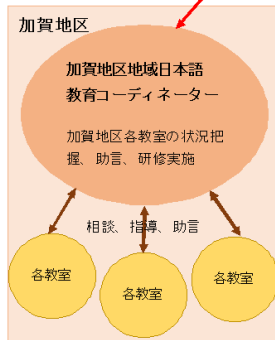 加賀地区
加賀地区地域日本語
教育コーディネーター
加賀地区各教室の状況把
握、助言、研修実施
相談、指導、助言
各教室
各教室
各教室